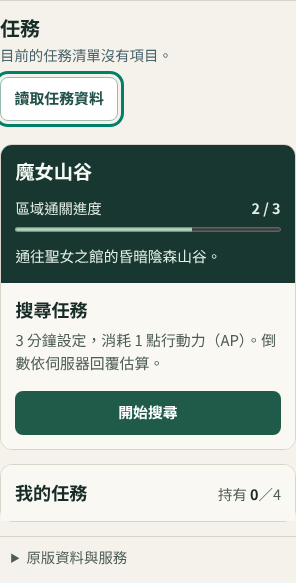 任務
目前的任務清單沒有項目。
讀取任務資料
魔女山谷
區域通關進度 2 / 3
通往聖女之館的昏暗陰森山谷。
搜尋任務
3 分鐘設定，消耗 1 點行動力（AP）。倒
數依伺服器回覆估算。
開始搜尋
我的任務 持有 0／4
▶ 原版資料與服務